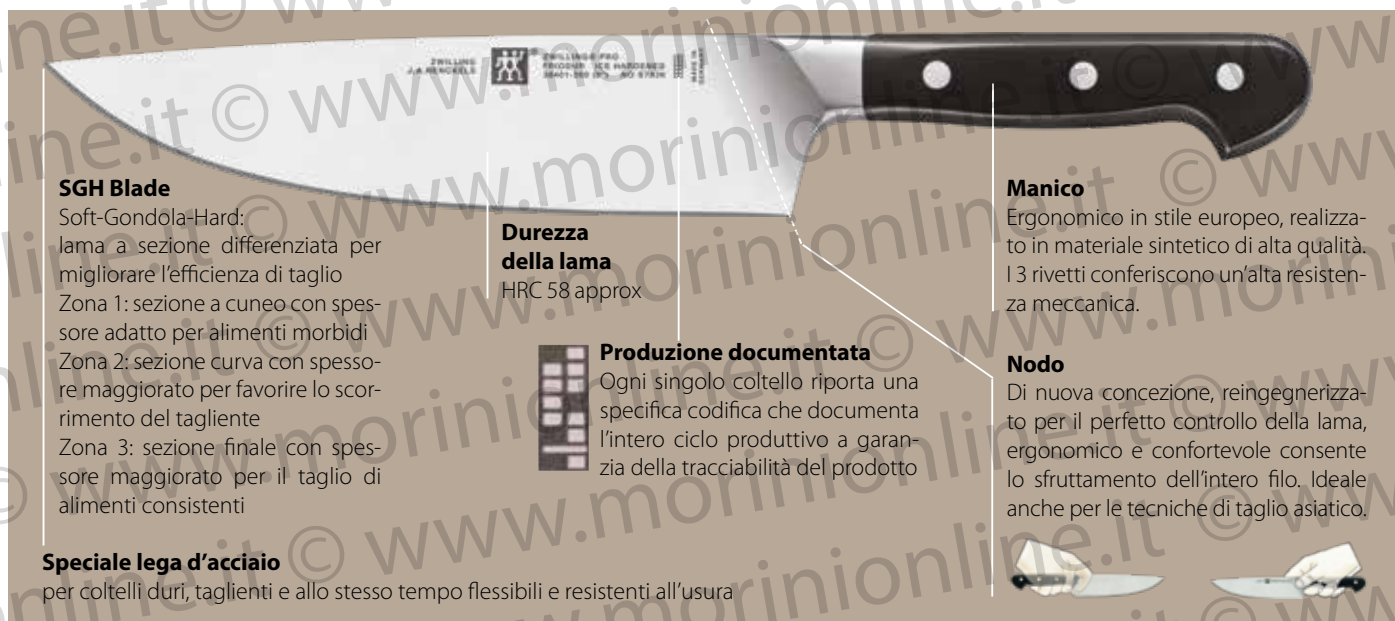 ZWILLING
J.A. HENCKELS
ZWILLING® PRO
FRIODUR ICE HARDENED
MADE IN
GERMANY
SGH Blade
Soft-Gondola-Hard:
lama a sezione differenziata per
migliorare l'efficienza di taglio
Zona 1: sezione a cuneo con spes-
sore adatto per alimenti morbidi
Zona 2: sezione curva con spesso-
re maggiorato per favorire lo scor-
rimento del tagliente
Zona 3: sezione finale con spes-
sore maggiorato per il taglio di
alimenti consistenti
Durezza
della lama
HRC 58 approx
Produzione documentata
Ogni singolo coltello riporta una
specifica codifica che documenta
l'intero ciclo produttivo a garan-
zia della tracciabilità del prodotto
Manico
Ergonomico in stile europeo, realizza-
to in materiale sintetico di alta qualità.
I 3 rivetti conferiscono un'alta resisten-
za meccanica.
Nodo
Di nuova concezione, reingegnerizza-
to per il perfetto controllo della lama,
ergonomico e confortevole consente
lo sfruttamento dell'intero filo. Ideale
anche per le tecniche di taglio asiatico.
Speciale lega d'acciaio
per coltelli duri, taglienti e allo stesso tempo flessibili e resistenti all'usura
© www.morinionline.it